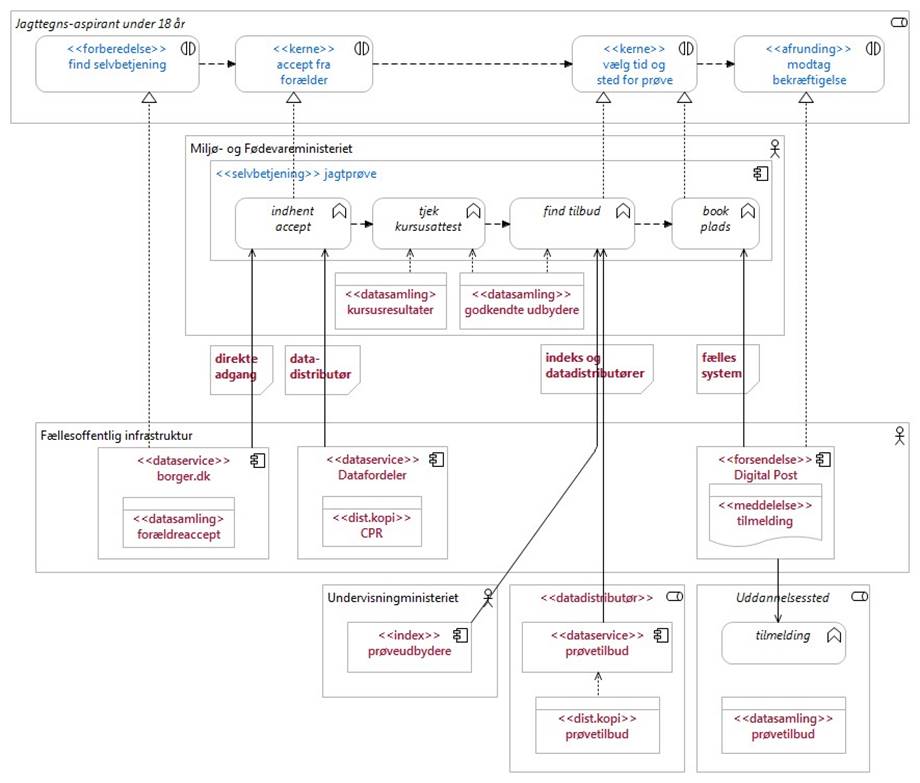 Jagttegns-aspirant under 18 år
<<forberedelse>>
find selvbetjening
<<kerne>>
accept fra
forælder
<<kerne>>
vælg tid og
sted for prøve
<<afrunding>>
modtag
bekræftigelse
Miljø- og Fødevareministeriet
<<selvbetjening>> jagtprøve
indhent
accept
tjek
kursusattest
find tilbud
book
plads
<<datasamling>
kursusresultater
<<datasamling>>
godkendte udbydere
direkte
adgang
data-
distributør
indeks og
datadistributører
fælles
system
Fællesoffentlig infrastruktur
<<dataservice>>
borger.dk
<<datasamling>
forældreaccept
<<dataservice>>
Datafordeler
<<dist.kopi>>
CPR
<<forsendelse>>
Digital Post
<<meddelelse>>
tilmelding
Undervisningministeriet
<<index>>
prøveudbydere
<<datadistributør>>
<<dataservice>>
prøvetilbud
<<dist.kopi>>
prøvetilbud
Uddannelsessted
tilmelding
<<datasamling>>
prøvetilbud